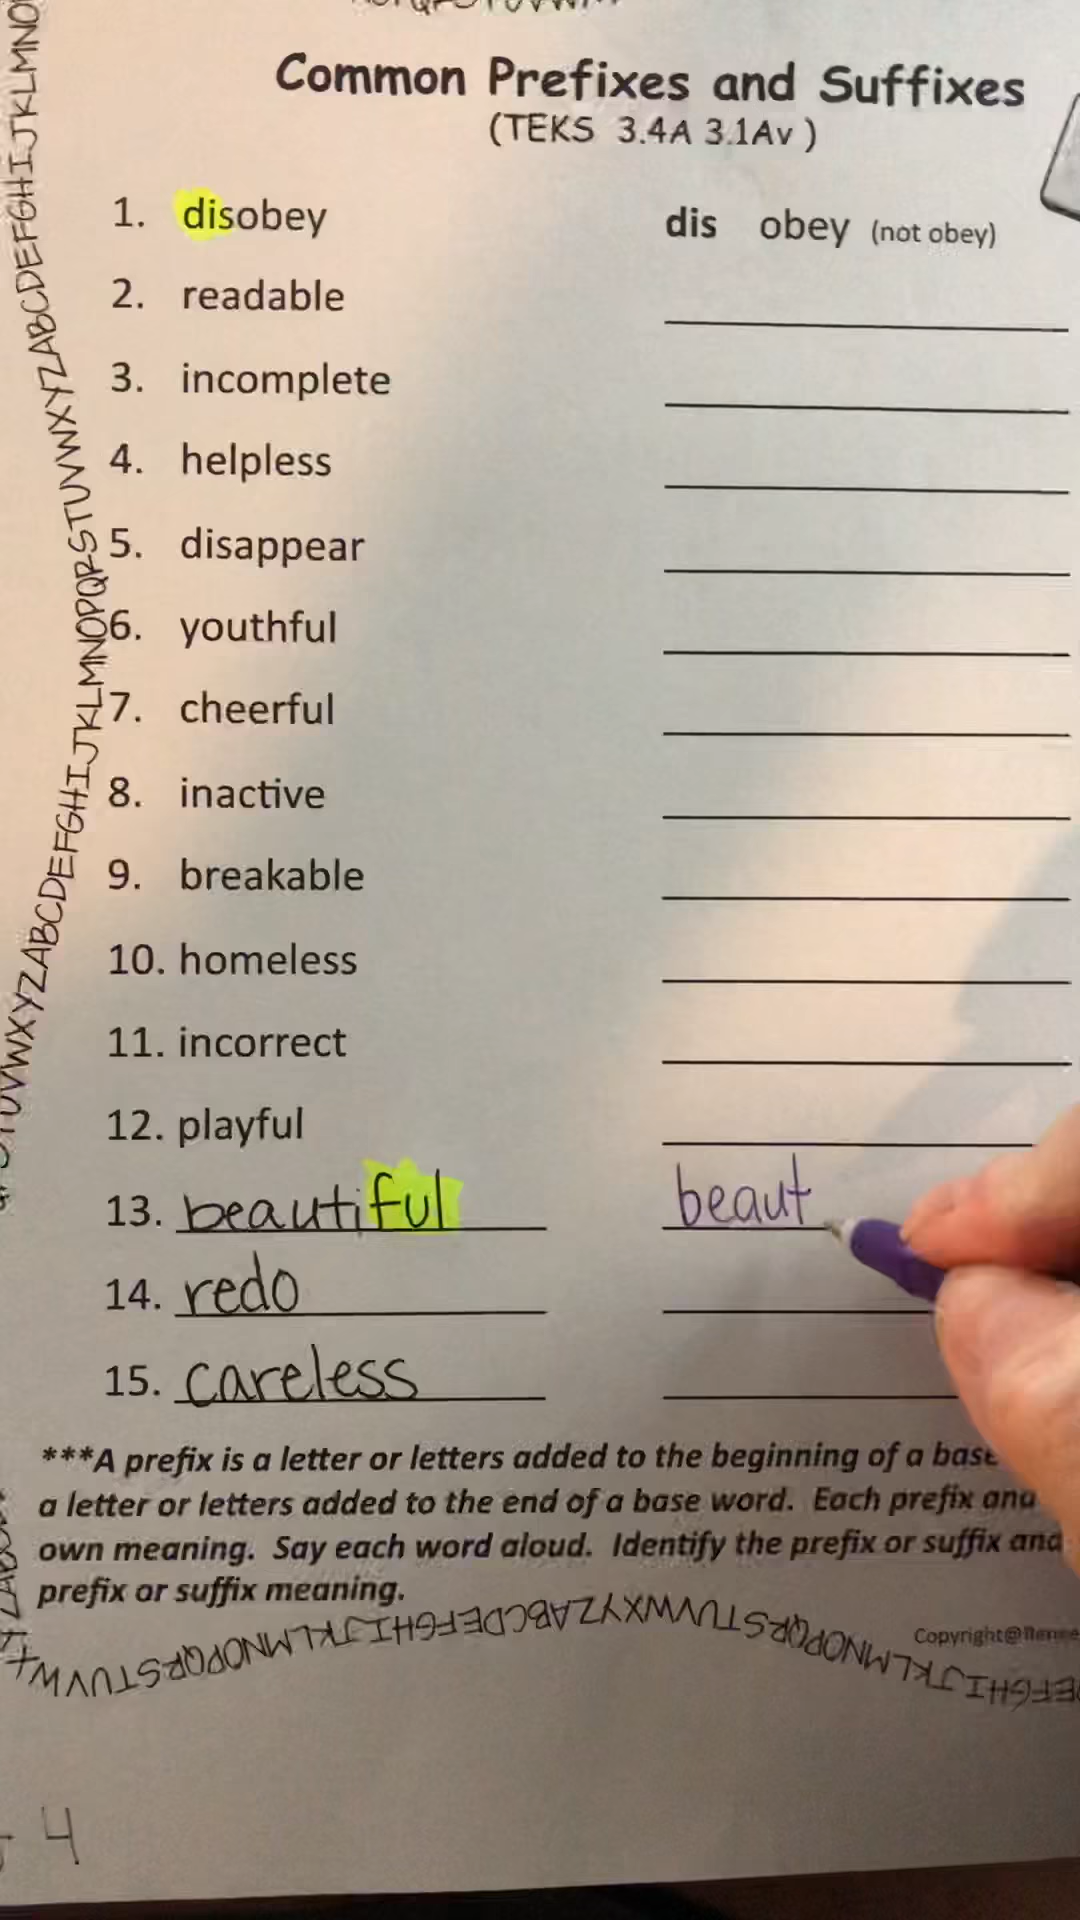 Common Prefixes and Suffixes
(TEKS 3.4A 3.1Av )
1. disobey dis obey (not obey)
2. readable
3. incomplete
4. helpless
5. disappear
6. youthful
7. cheerful
8. inactive
9. breakable
10. homeless
11. incorrect
12. playful
13. beautiful beaut
14. redo
15. careless
***A prefix is a letter or letters added to the beginning of a base
a letter or letters added to the end of a base word. Each prefix and
own meaning. Say each word aloud. Identify the prefix or suffix and
prefix or suffix meaning.
Copyright@Renee
4